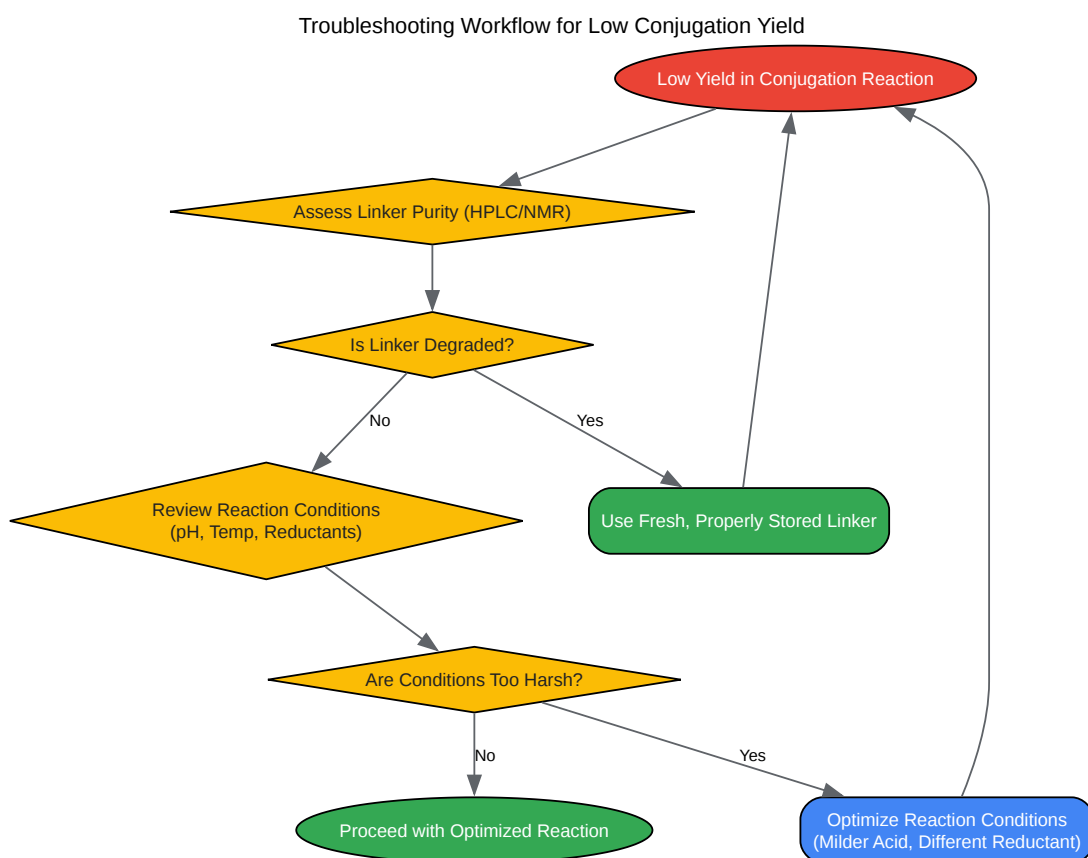 Troubleshooting Workflow for Low Conjugation Yield
Low Yield in Conjugation Reaction
Assess Linker Purity (HPLC/NMR)
Is Linker Degraded?
No
Yes
Review Reaction Conditions
(pH, Temp, Reductants)
Use Fresh, Properly Stored Linker
Are Conditions Too Harsh?
No
Yes
Proceed with Optimized Reaction
Optimize Reaction Conditions
(Milder Acid, Different Reductant)